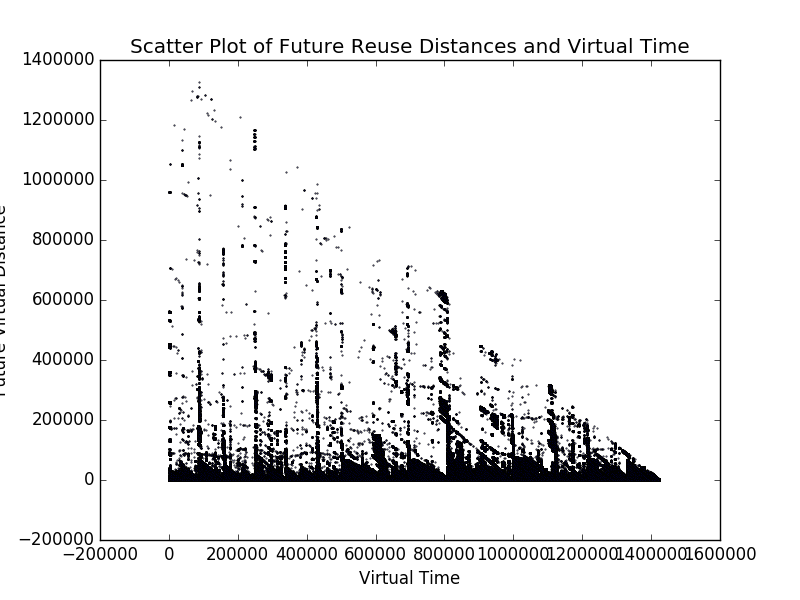 Scatter Plot of Future Reuse Distances and Virtual Time
1400000
1200000
1000000
800000
600000
400000
200000
0
−200000
Future Virtual Distance
−200000 0 200000 400000 600000 800000 1000000 1200000 1400000 1600000
Virtual Time